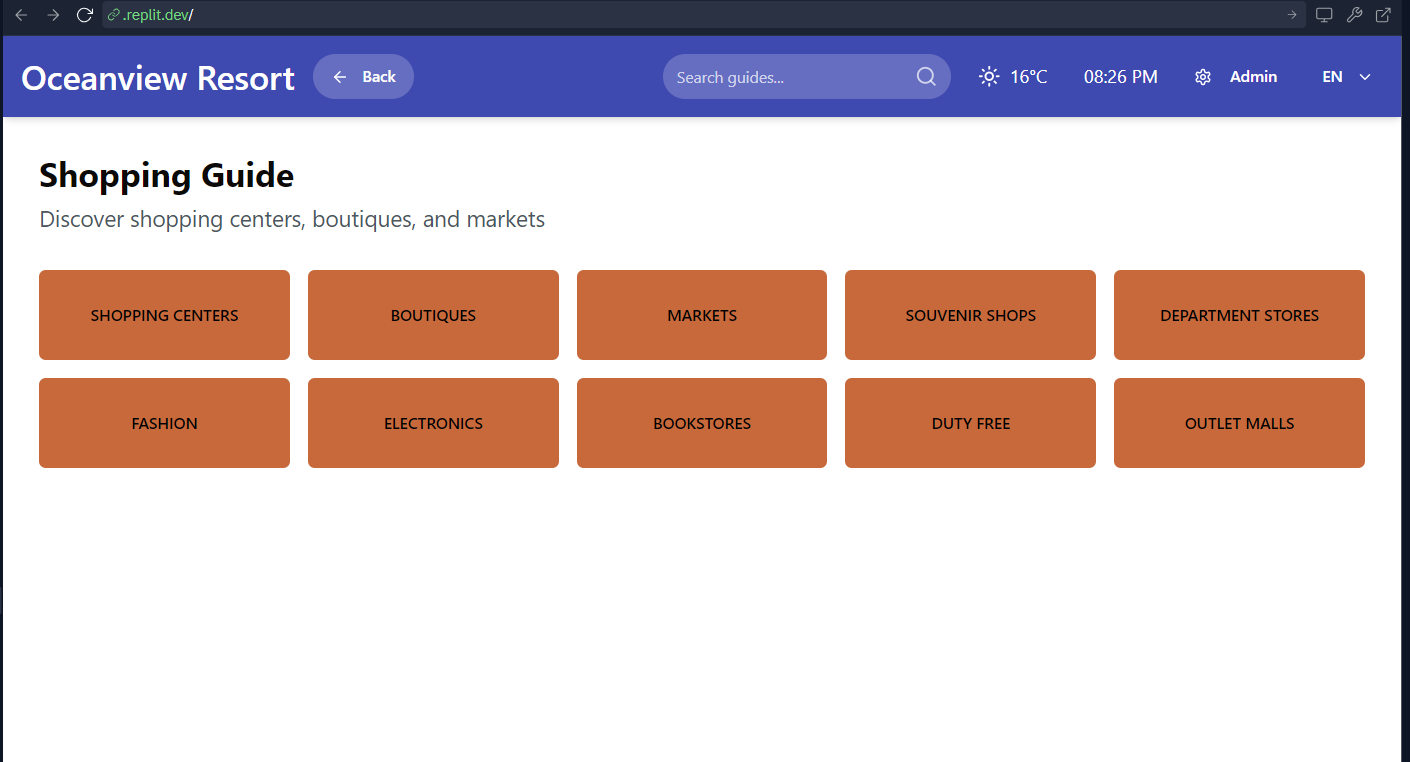 .replit.dev/
Oceanview Resort
Back
Search guides...
16°C
08:26 PM
Admin
EN
Shopping Guide
Discover shopping centers, boutiques, and markets
SHOPPING CENTERS
BOUTIQUES
MARKETS
SOUVENIR SHOPS
DEPARTMENT STORES
FASHION
ELECTRONICS
BOOKSTORES
DUTY FREE
OUTLET MALLS